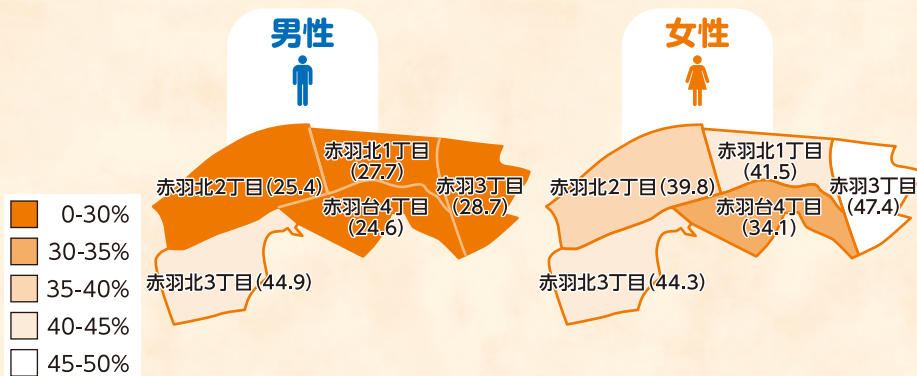 男性
赤羽北1丁目
(27.7)
赤羽北2丁目(25.4)
赤羽3丁目
(28.7)
赤羽台4丁目
(24.6)
赤羽北3丁目(44.9)
女性
赤羽北1丁目
(41.5)
赤羽北2丁目(39.8)
赤羽3丁目
(47.4)
赤羽台4丁目
(34.1)
赤羽北3丁目(44.3)
0-30%
30-35%
35-40%
40-45%
45-50%